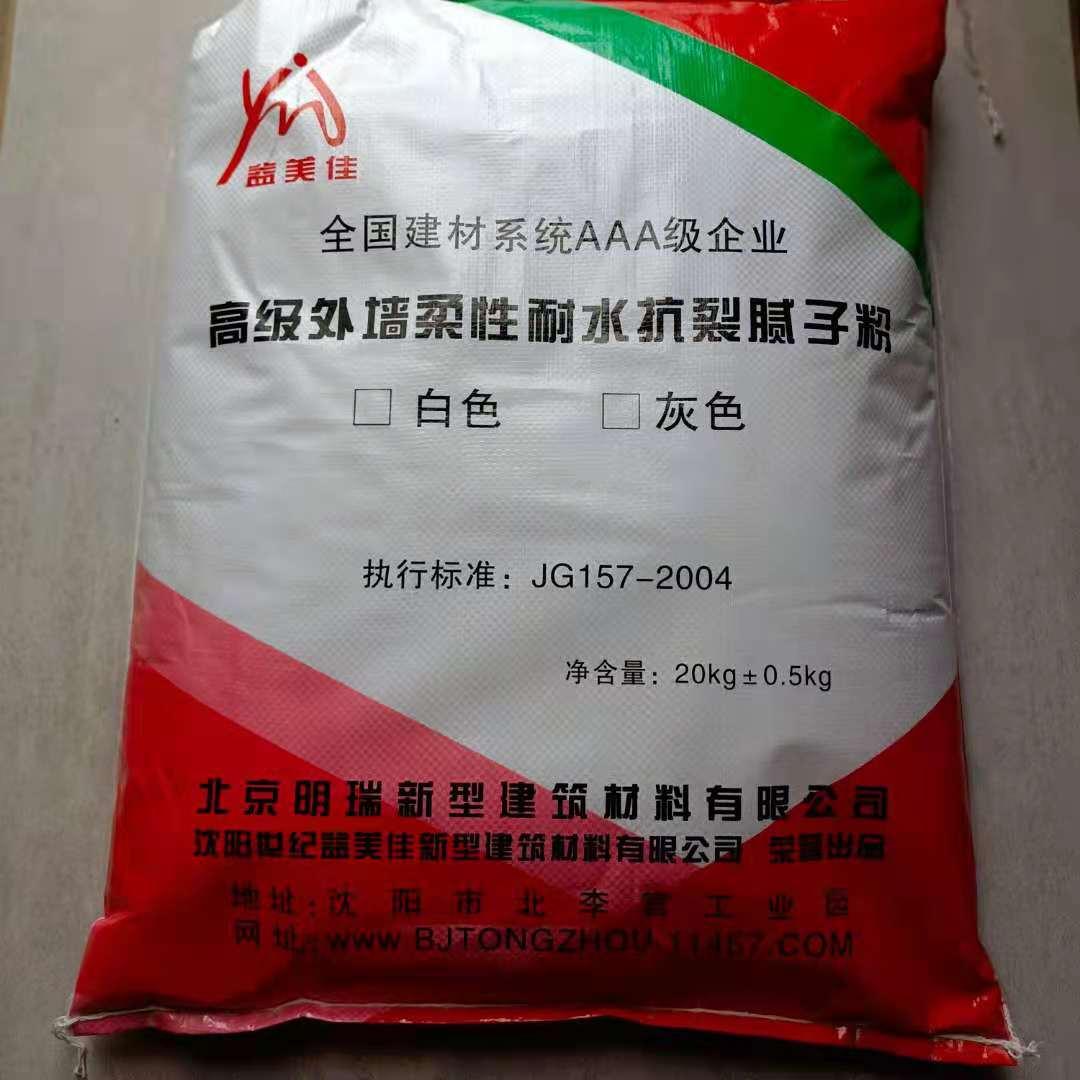 益美佳
全国建材系统AAA级企业
高级外墙柔性耐水抗裂腻子粉
□ 白色 □ 灰色
执行标准：JG157-2004
净含量：20kg±0.5kg
北京明瑞新型建筑材料有限公司
沈阳世纪益美佳新型建筑材料有限公司 荣誉出品
地址：沈阳市北李官工业园
网址：www.BJTONGZHOU.11467.COM